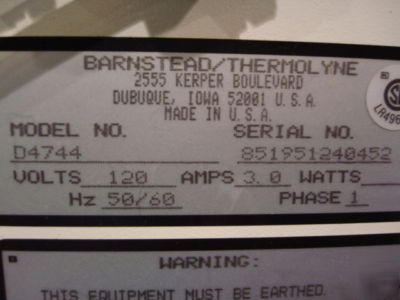 BARNSTEAD/THERMOLYNE
2555 KERPER BOULEVARD
DUBUQUE, IOWA 52001 U.S.A.
MADE IN U.S.A.
MODEL NO. SERIAL NO.
D4744 851951240452
VOLTS 120 AMPS 3.0 WATTS
Hz 50/60 PHASE 1
LR496
WARNING:
THIS EQUIPMENT MUST BE EARTHED.